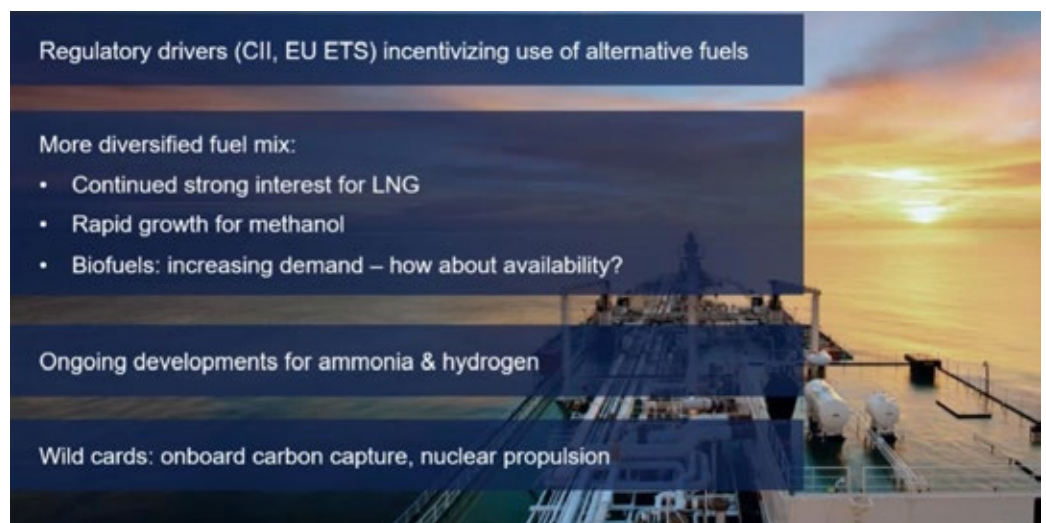 Regulatory drivers (CII, EU ETS) incentivizing use of alternative fuels
More diversified fuel mix:
• Continued strong interest for LNG
• Rapid growth for methanol
• Biofuels: increasing demand – how about availability?
Ongoing developments for ammonia & hydrogen
Wild cards: onboard carbon capture, nuclear propulsion